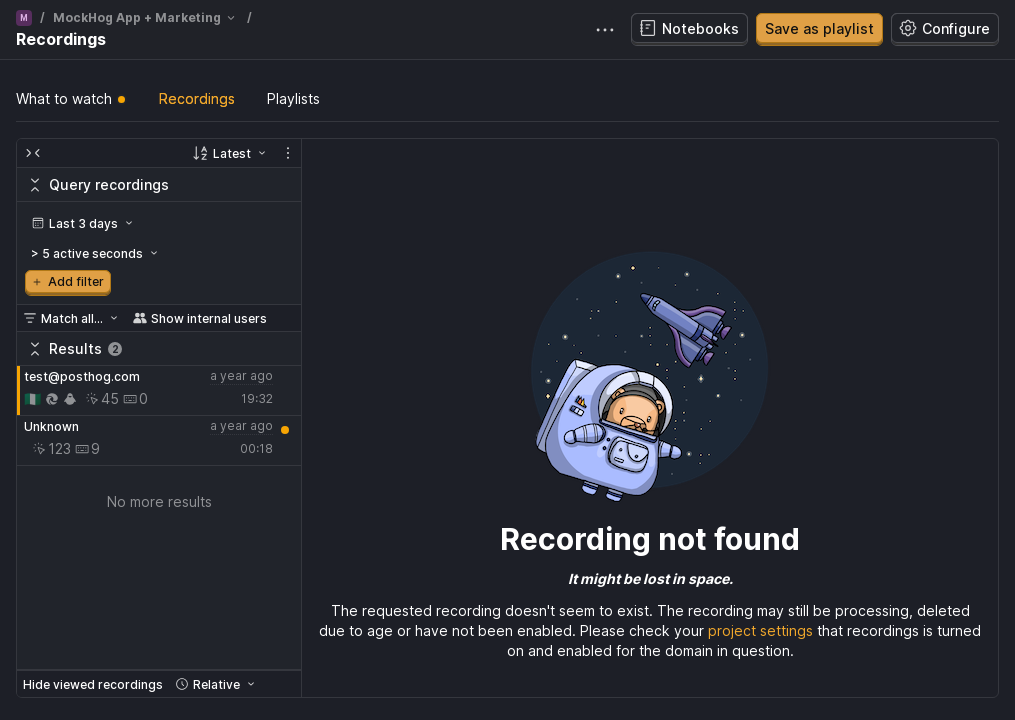 M / MockHog App + Marketing /
Recordings
Notebooks
Save as playlist
Configure
What to watch
Recordings
Playlists
Latest
Query recordings
Last 3 days
> 5 active seconds
+ Add filter
Match all...
Show internal users
Results 2
test@posthog.com a year ago
45 0 19:32
Unknown a year ago
123 9 00:18
No more results
Hide viewed recordings
Relative
Recording not found
It might be lost in space.
The requested recording doesn't seem to exist. The recording may still be processing, deleted
due to age or have not been enabled. Please check your project settings that recordings is turned
on and enabled for the domain in question.